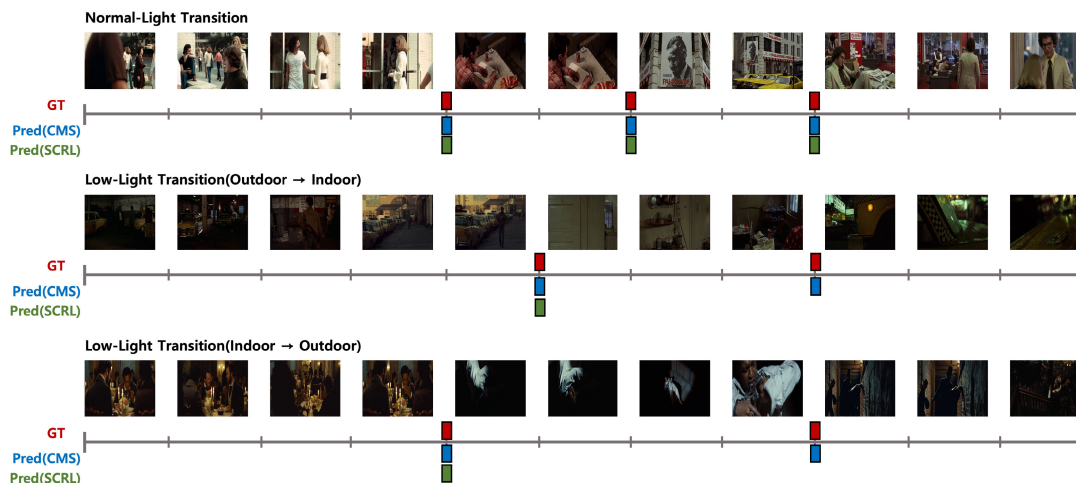 Normal-Light Transition
GT
Pred(CMS)
Pred(SCRL)
Low-Light Transition(Outdoor → Indoor)
GT
Pred(CMS)
Pred(SCRL)
Low-Light Transition(Indoor → Outdoor)
GT
Pred(CMS)
Pred(SCRL)